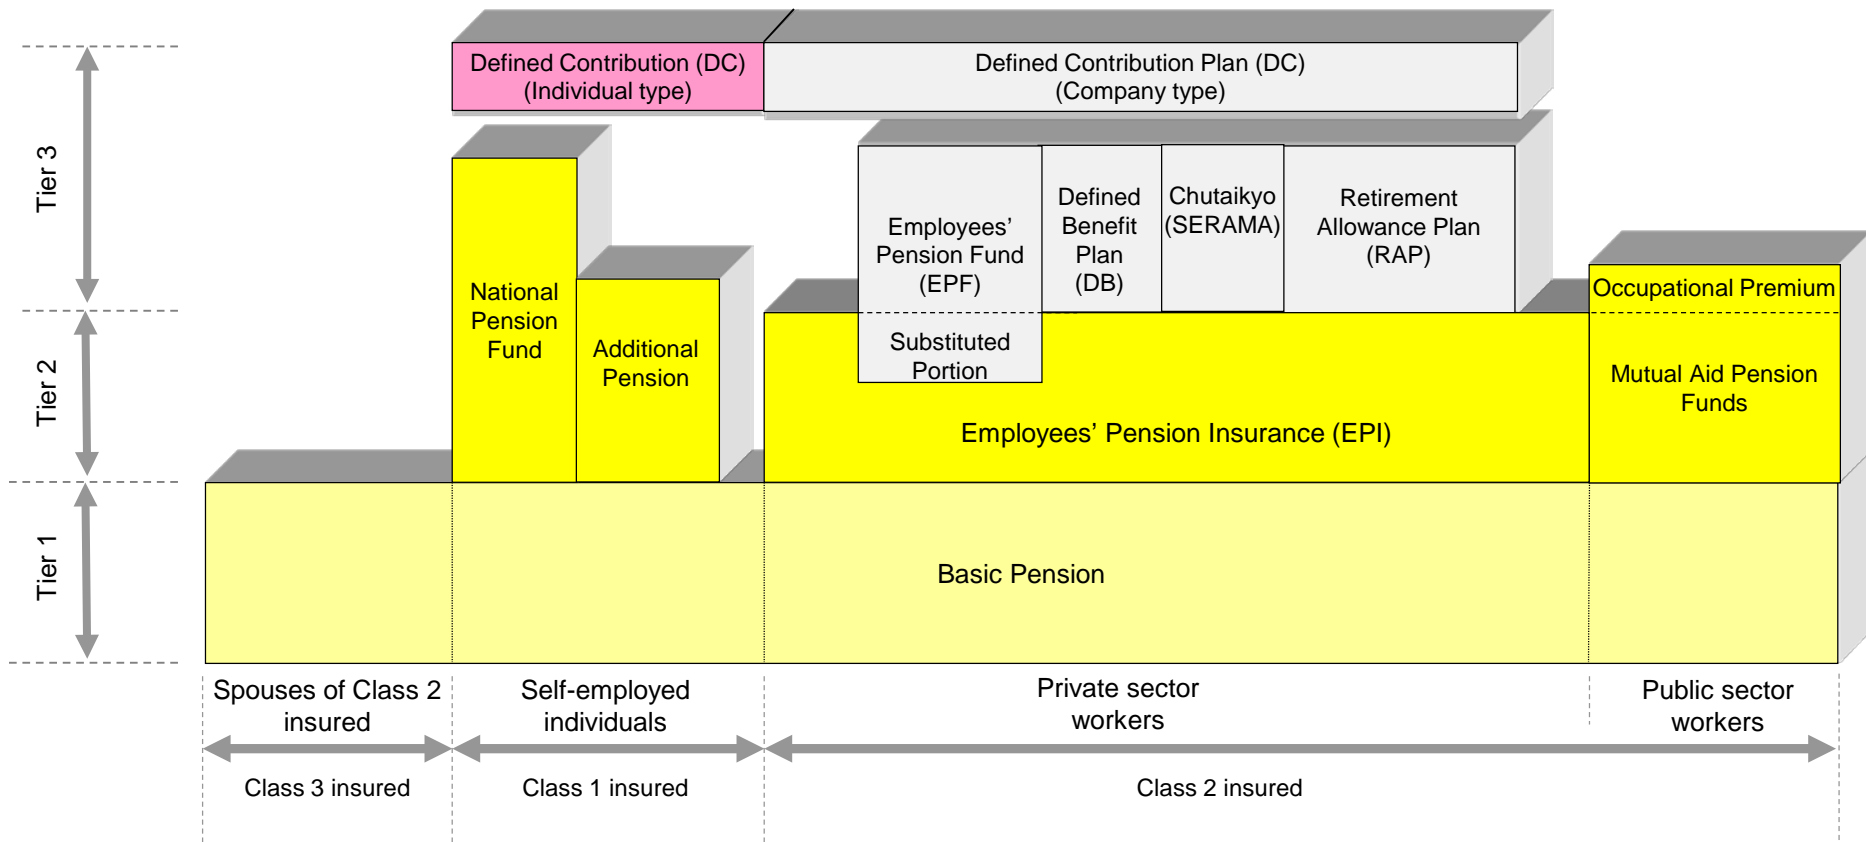 Defined Contribution (DC)
(Individual type)
Defined Contribution Plan (DC)
(Company type)
Tier 3
Tier 2
Tier 1
National
Pension
Fund
Additional
Pension
Employees’
Pension Fund
(EPF)
Substituted
Portion
Defined
Benefit
Plan
(DB)
Chutaikyo
(SERAMA)
Retirement
Allowance Plan
(RAP)
Occupational Premium
Mutual Aid Pension
Funds
Employees’ Pension Insurance (EPI)
Basic Pension
Spouses of Class 2
insured
Self-employed
individuals
Private sector
workers
Public sector
workers
Class 3 insured
Class 1 insured
Class 2 insured